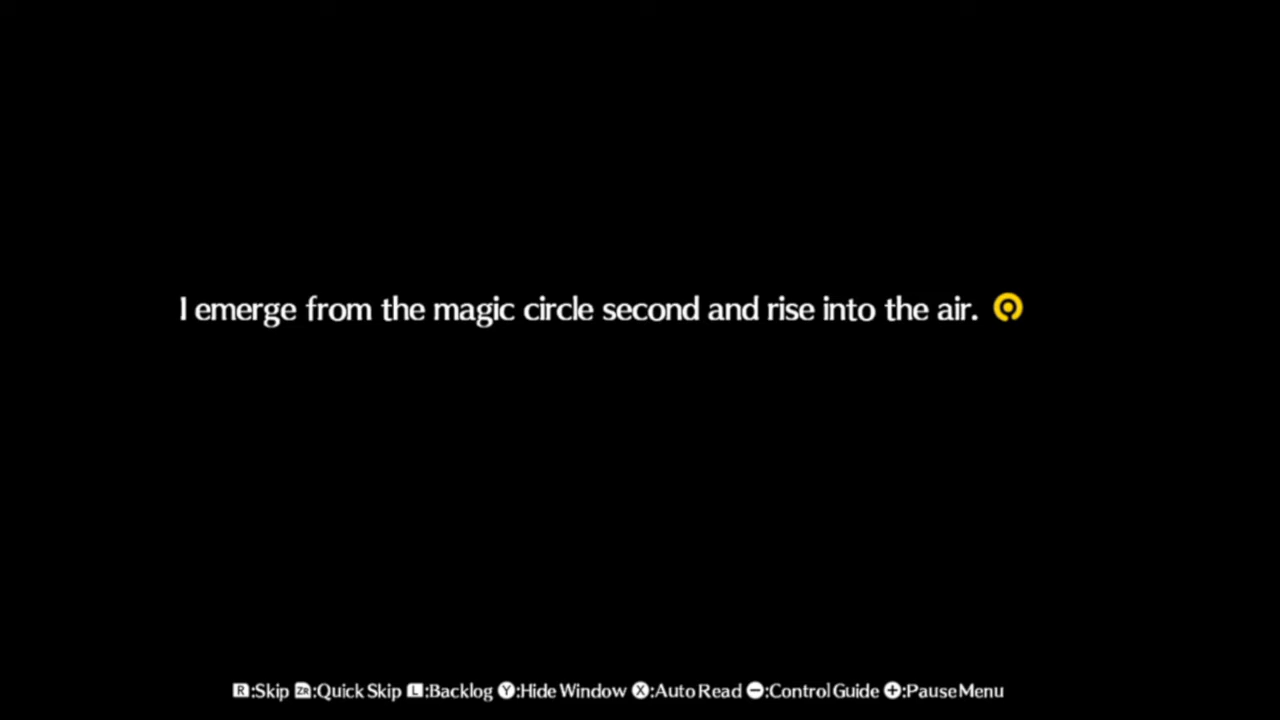 I emerge from the magic circle second and rise into the air.
R:Skip ZR:Quick Skip L:Backlog Y:Hide Window X:Auto Read -:Control Guide +:Pause Menu